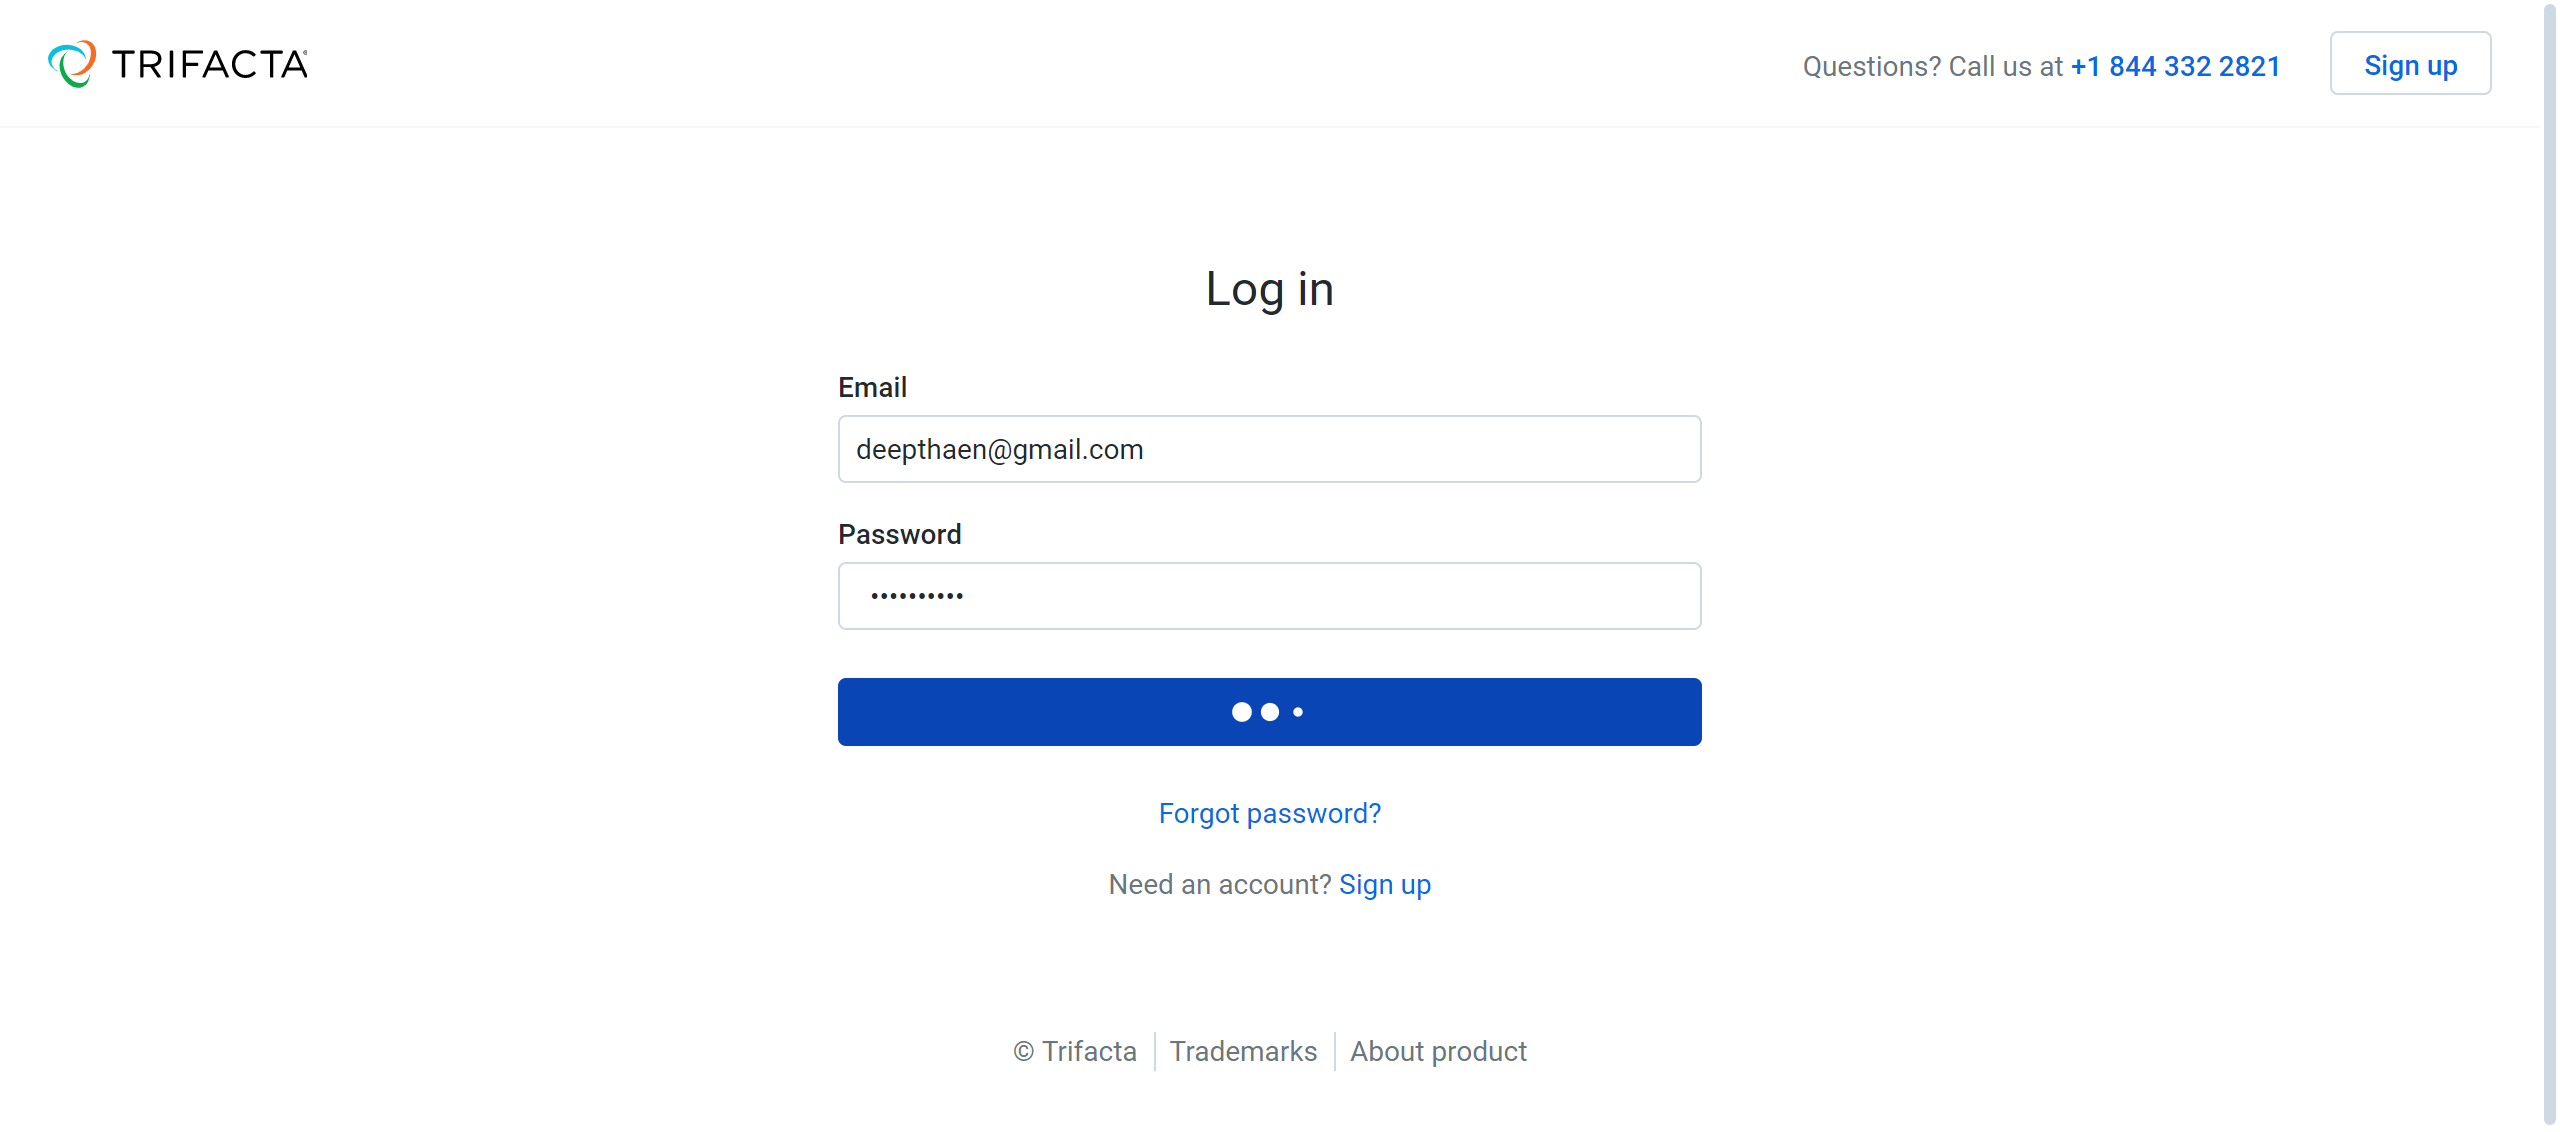 TRIFACTA®
Questions? Call us at +1 844 332 2821
Sign up
Log in
Email
deepthaen@gmail.com
Password
••••••••••
Forgot password?
Need an account? Sign up
© Trifacta
Trademarks
About product